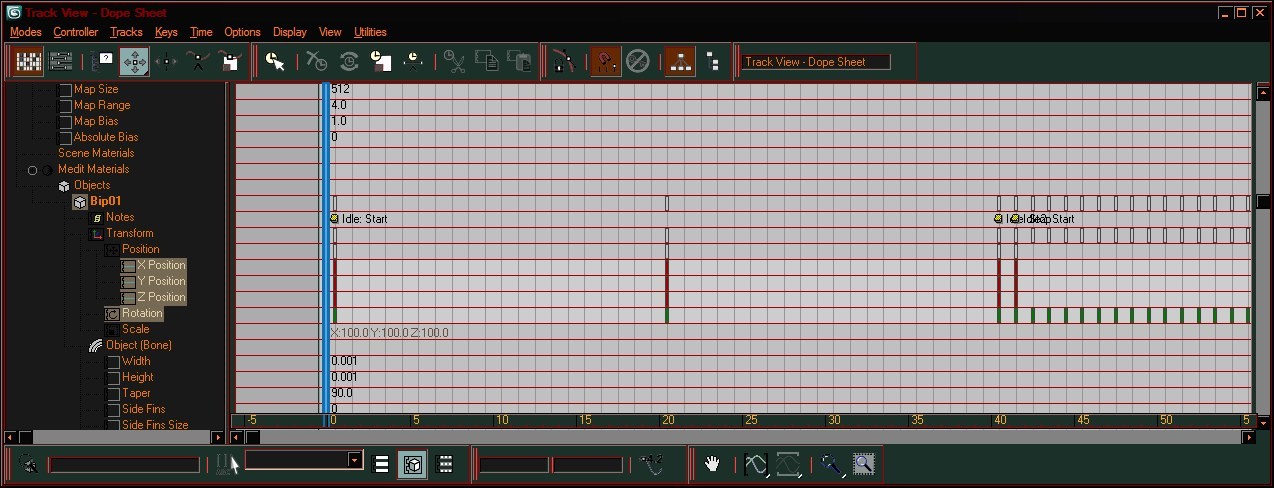 Track View - Dope Sheet
Modes Controller Tracks Keys Time Options Display View Utilities
Track View - Dope Sheet
Map Size
512
Map Range
4.0
Map Bias
1.0
Absolute Bias
0
Scene Materials
Medit Materials
Objects
Bip01
Notes
Idle: Start
Start
Transform
Position
X Position
Y Position
Z Position
Rotation
Scale
X:100.0 Y:100.0 Z:100.0
Object (Bone)
Width
0.001
Height
0.001
Taper
90.0
Side Fins
0
Side Fins Size
-5 0 5 10 15 20 25 30 35 40 45 50 5